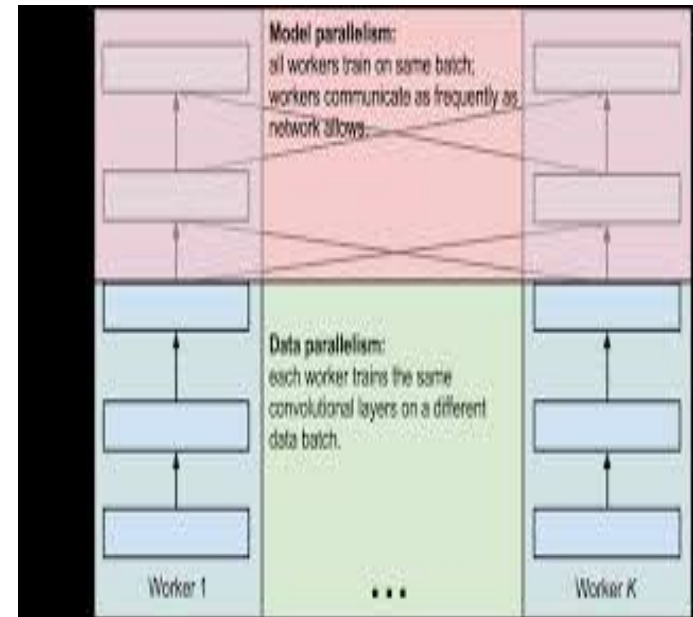 Model parallelism:
all workers train on same batch;
workers communicate as frequently as
network allows.
Data parallelism:
each worker trains the same
convolutional layers on a different
data batch.
Worker 1
...
Worker K